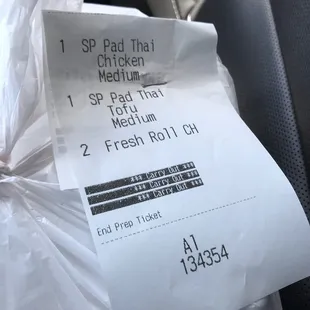 1 SP Pad Thai
Chicken
Medium
1 SP Pad Thai
Tofu
Medium
2 Fresh Roll CH
*** Carry Out ***
*** Carry Out ***
*** Carry Out ***
End Prep Ticket
A1
134354